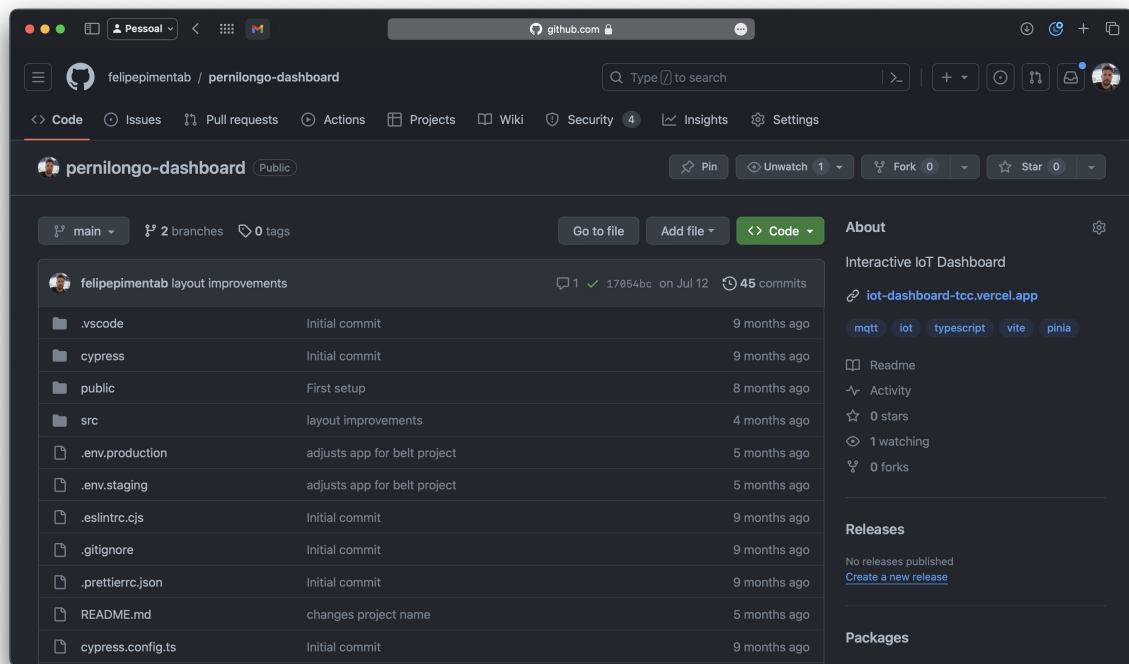 Pessoal
github.com
felipepimentab / pernilongo-dashboard
Type / to search
Code Issues Pull requests Actions Projects Wiki Security 4 Insights Settings
pernilongo-dashboard Public
Pin Unwatch 1 Fork 0 Star 0
main 2 branches 0 tags Go to file Add file Code
felipepimentab layout improvements 1 17054bc on Jul 12 45 commits
.vscode Initial commit 9 months ago
cypress Initial commit 9 months ago
public First setup 8 months ago
src layout improvements 4 months ago
.env.production adjusts app for belt project 5 months ago
.env.staging adjusts app for belt project 5 months ago
.eslintrc.cjs Initial commit 9 months ago
.gitignore Initial commit 9 months ago
.prettierrc.json Initial commit 9 months ago
README.md changes project name 5 months ago
cypress.config.ts Initial commit 9 months ago
About
Interactive IoT Dashboard
iot-dashboard-tcc.vercel.app
mqtt iot typescript vite pinia
Readme
Activity
0 stars
1 watching
0 forks
Releases
No releases published
Create a new release
Packages